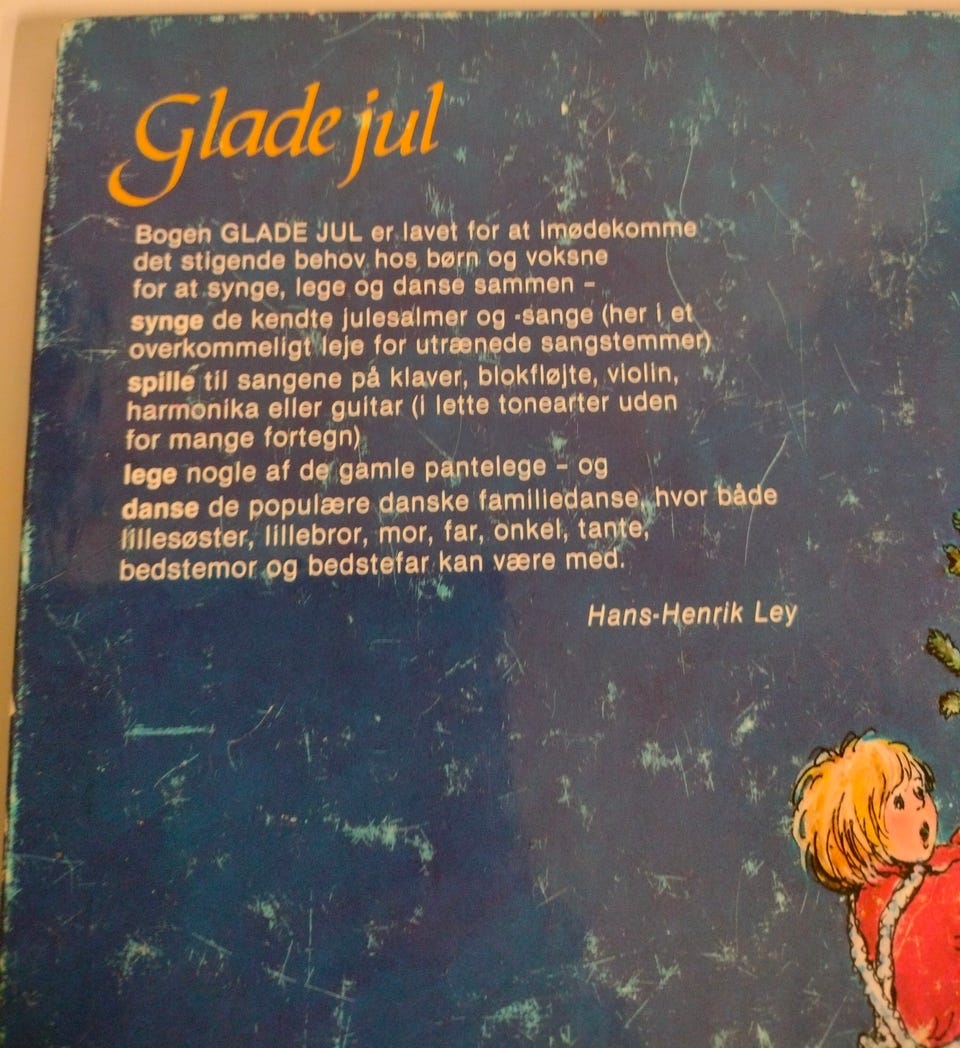 Glade jul
Bogen GLADE JUL er lavet for at imødekomme
det stigende behov hos børn og voksne
for at synge, lege og danse sammen –
synge de kendte julesalmer og -sange (her i et
overkommeligt leje for utrænede sangstemmer)
spille til sangene på klaver, blokfløjte, violin,
harmonika eller guitar (i lette tonearter uden
for mange fortegn)
lege nogle af de gamle pantelege – og
danse de populære danske familiedanse, hvor både
lillesøster, lillebror, mor, far, onkel, tante,
bedstemor og bedstefar kan være med.
Hans-Henrik Ley